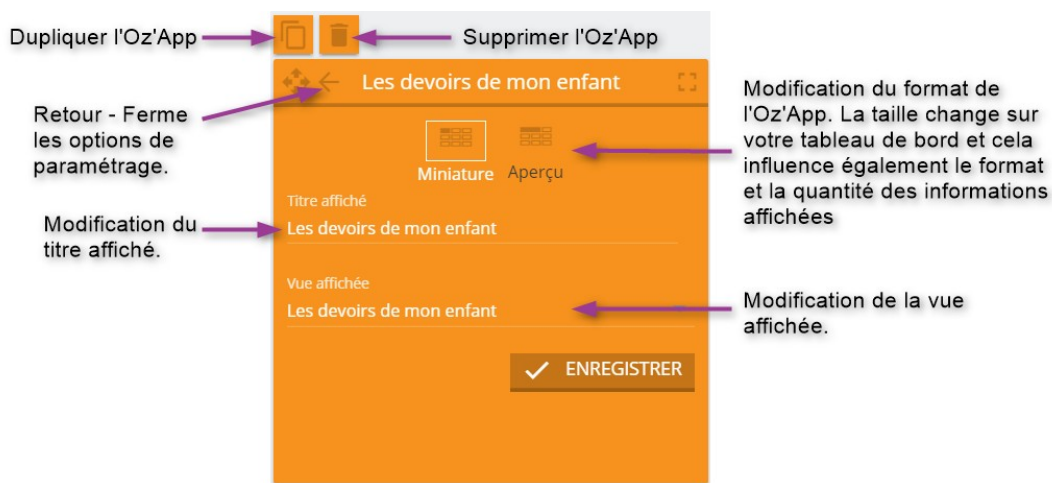 Dupliquer l'Oz'App
Supprimer l'Oz'App
Les devoirs de mon enfant
Retour - Ferme
les options de
paramétrage.
Modification du format de
l'Oz'App. La taille change sur
votre tableau de bord et cela
influence également le format
et la quantité des informations
affichées
Miniature
Aperçu
Titre affiché
Les devoirs de mon enfant
Modification du
titre affiché.
Vue affichée
Les devoirs de mon enfant
Modification de la vue
affichée.
ENREGISTRER